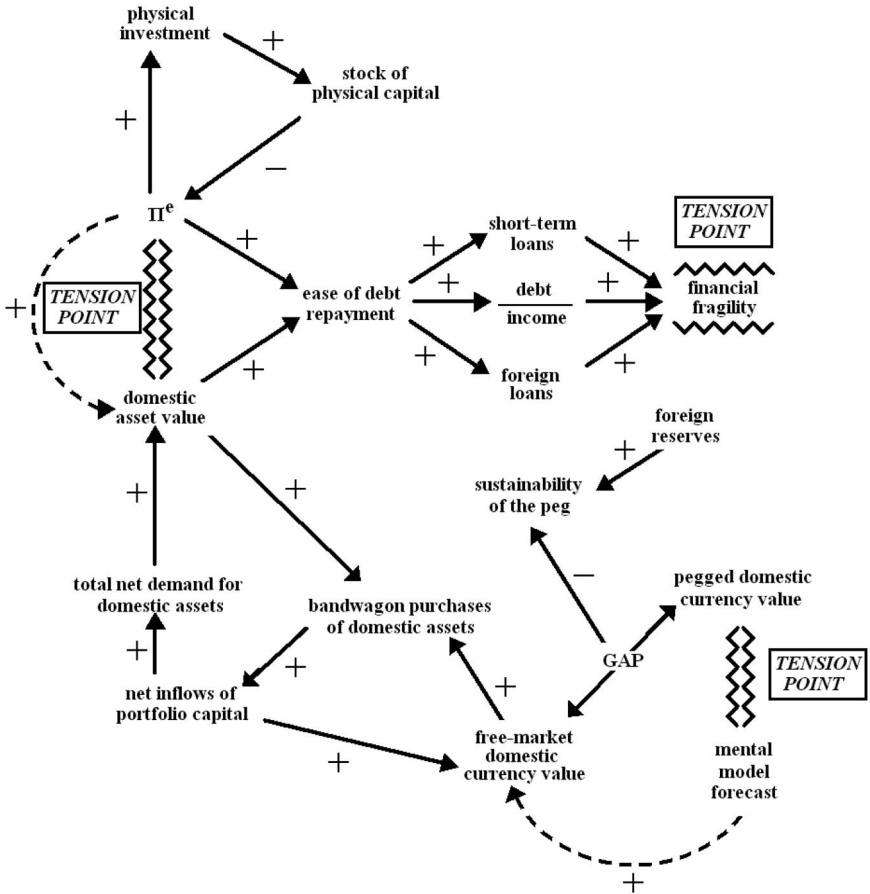 physical
investment
+
stock of
physical capital
+
−
πe
+
+
TENSION
POINT
short-term
loans
+
+
TENSION
POINT
ease of debt
repayment
+
debt
income
+
financial
fragility
+
+
foreign
loans
+
domestic
asset value
foreign
reserves
+
+
+
sustainability
of the peg
−
total net demand for
domestic assets
bandwagon purchases
of domestic assets
pegged domestic
currency value
+
+
GAP
TENSION
POINT
net inflows of
portfolio capital
+
+
free-market
domestic
currency value
mental
model
forecast
+